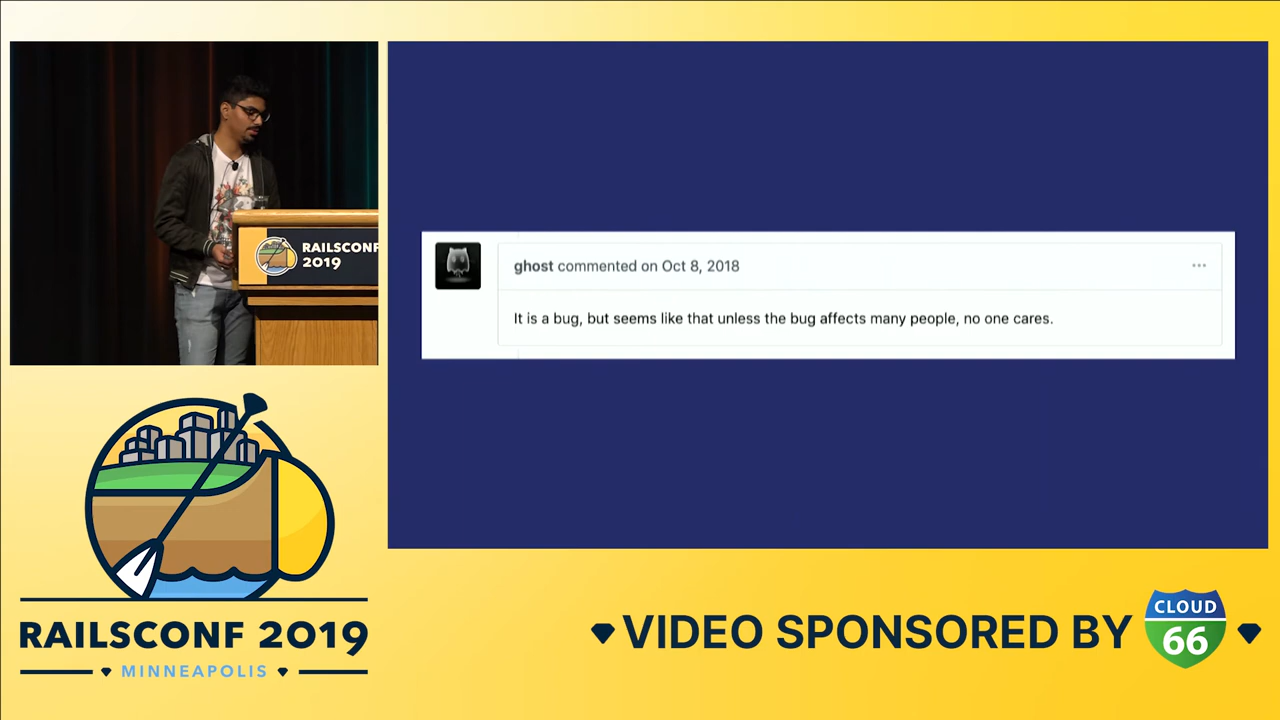 RAILSCONF
2019
ghost commented on Oct 8, 2018
It is a bug, but seems like that unless the bug affects many people, no one cares.
RAILSCONF 2019
MINNEAPOLIS
VIDEO SPONSORED BY
CLOUD
66